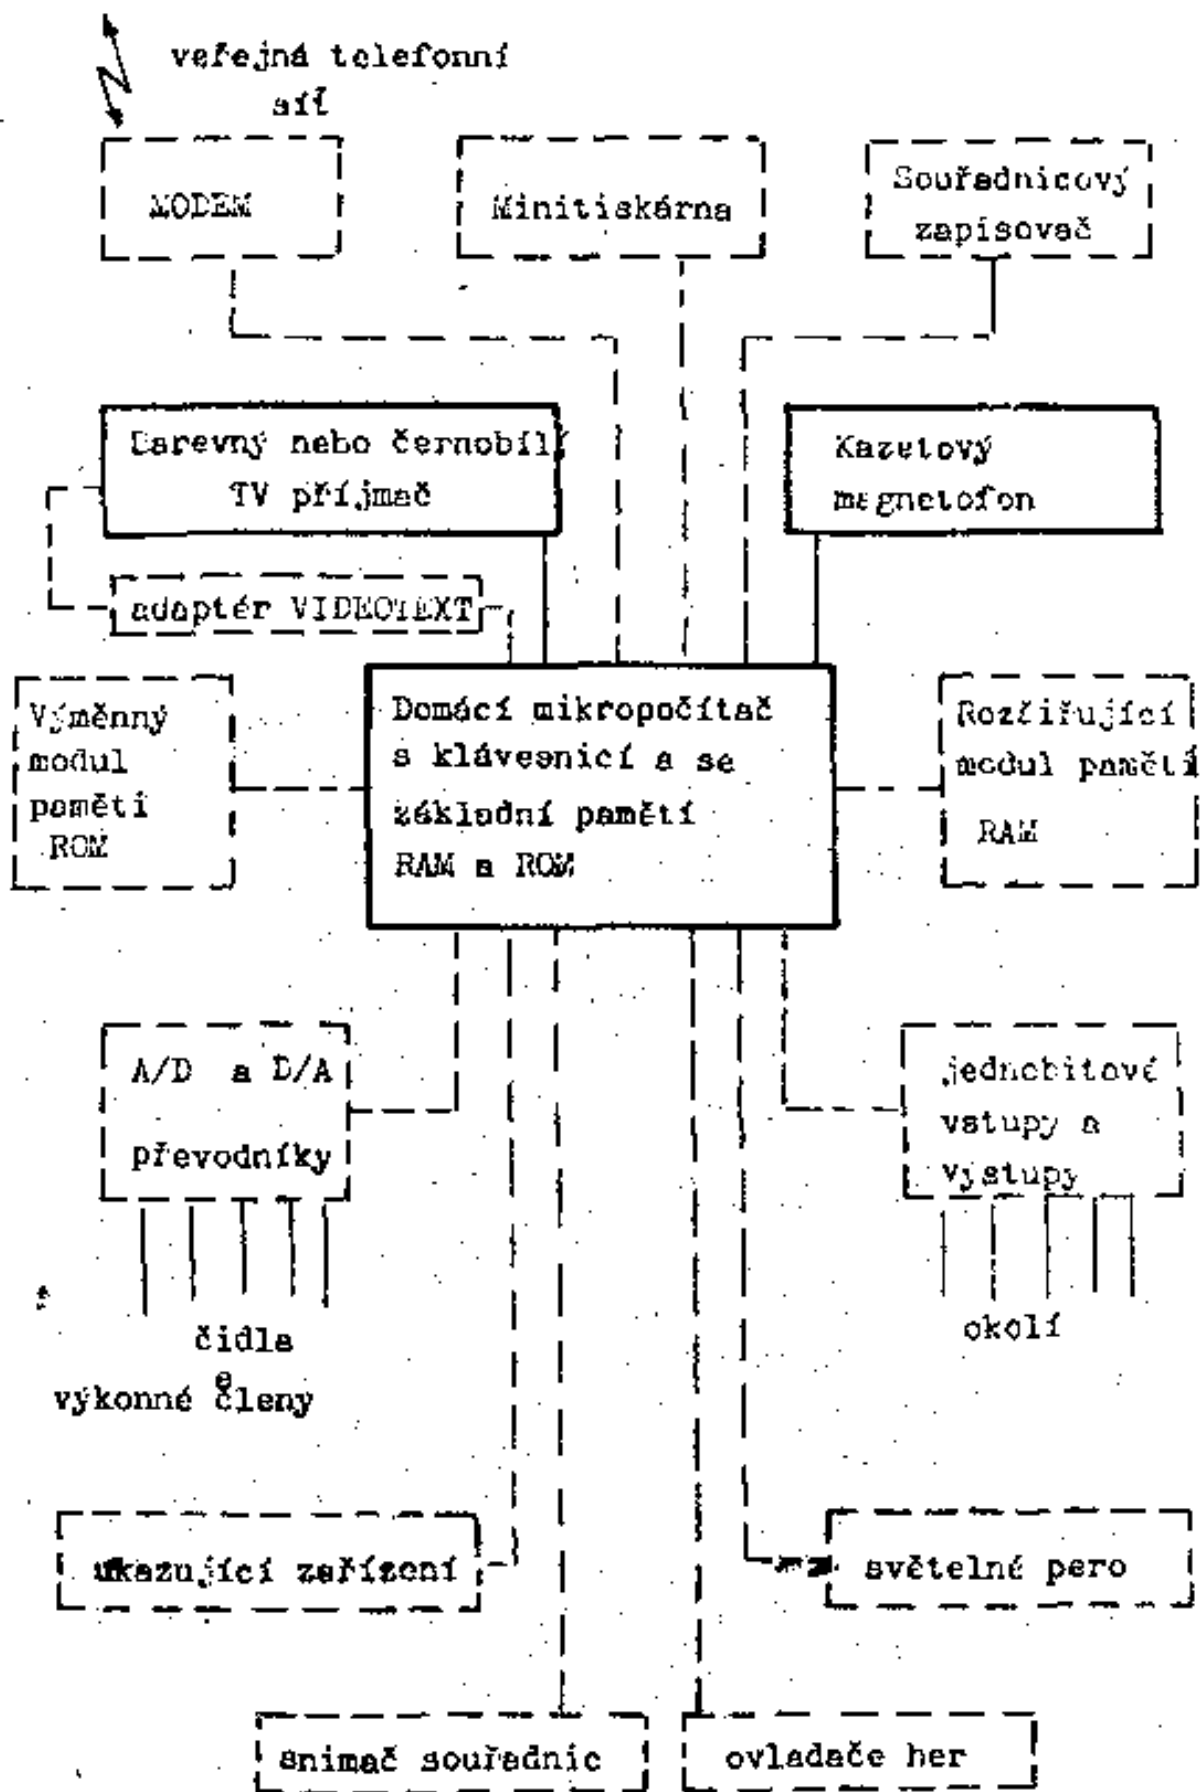 veřejná telefonní
síť
MODEM
Minitiskárna
Souřadnicový
zapisovač
Barevný nebo černobílý
TV příjmač
Kazetový
magnetofon
adaptér VIDEOTEXT
Výměnný
modul
paměti
ROM
Domácí mikropočítač
s klávesnicí a se
základní pamětí
RAM a ROM
Rozšiřující
modul pamětí
RAM
A/D a D/A
převodníky
jednobitové
vstupy a
výstupy
čidla
a
výkonné členy
okolí
ukazující zařízení
světelné pero
snímač souřadnic
ovladače her